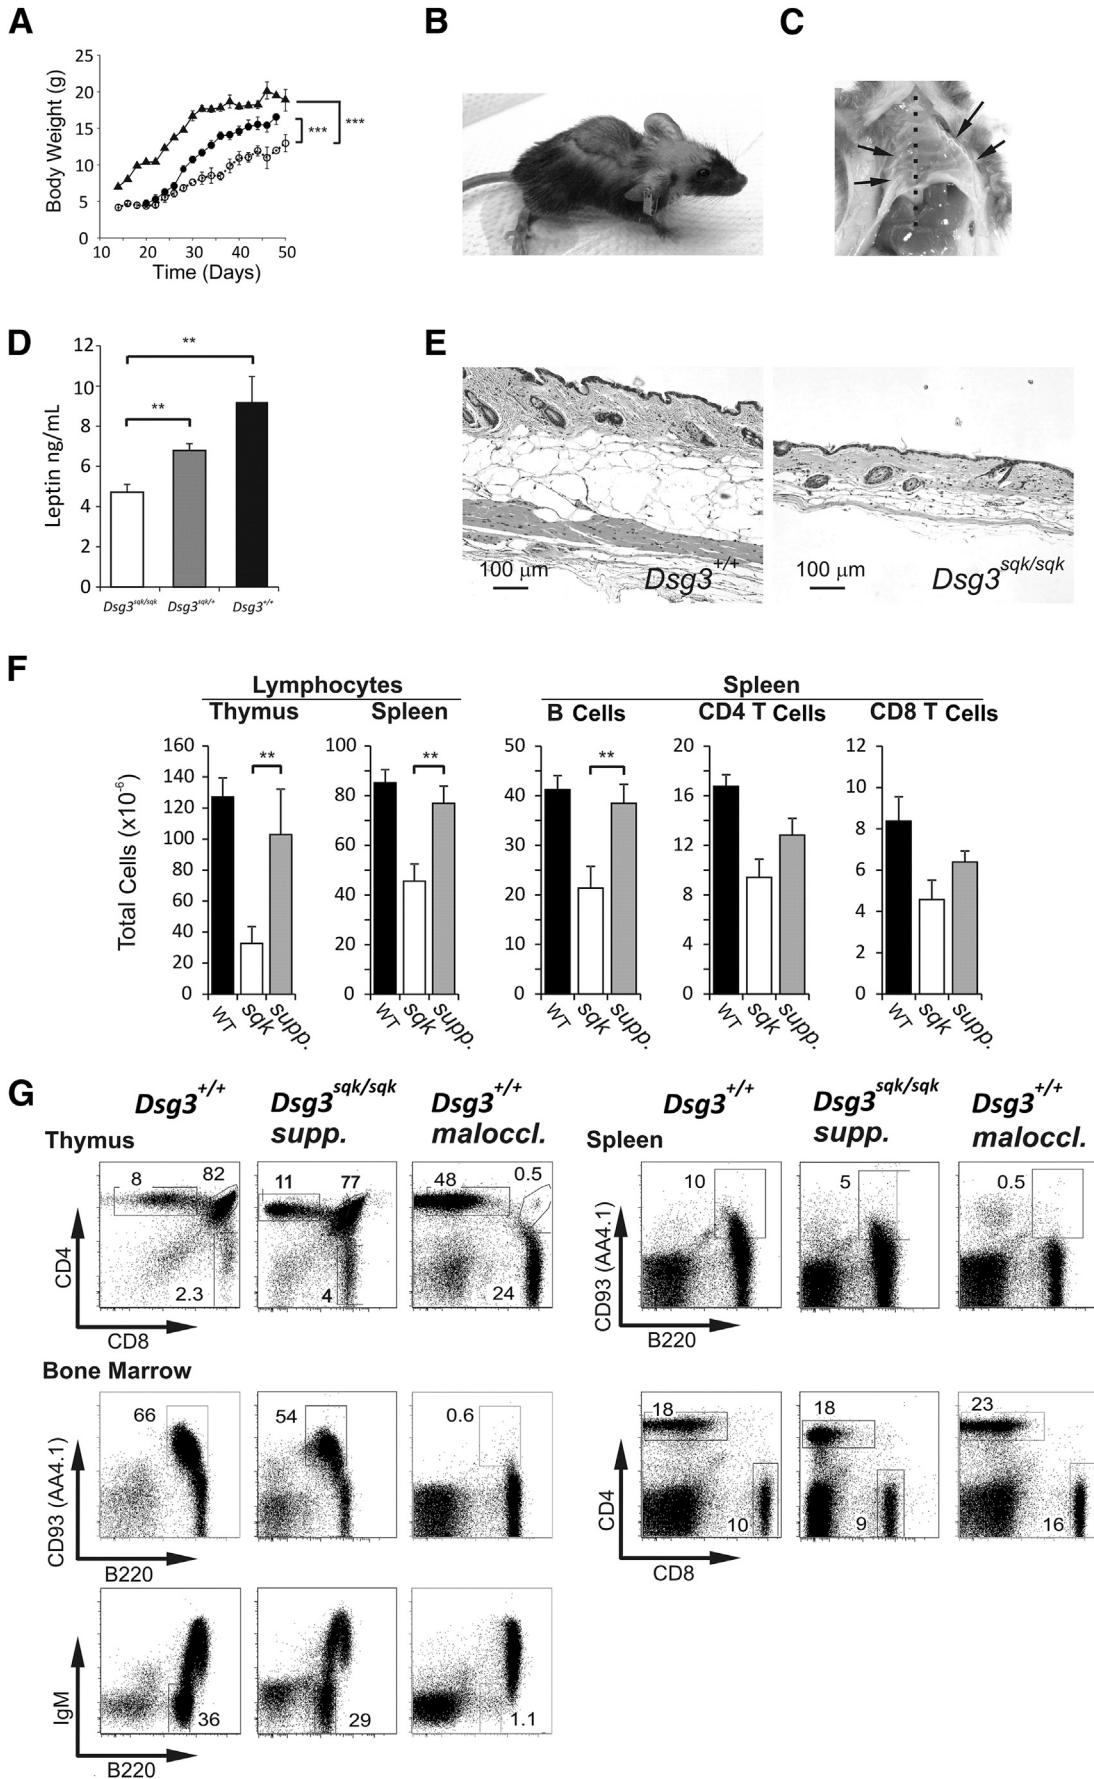 A
B
C
25
20
15
10
5
0
Body Weight (g)
***
***
10 20 30 40 50
Time (Days)
D
12
10
8
6
4
2
0
Leptin ng/mL
**
**
Dsg3sqk/sqk Dsg3sqk/+ Dsg3+/+
E
100 µm
Dsg3+/+
100 µm
Dsg3sqk/sqk
F
Lymphocytes
Spleen
Thymus
Spleen
B Cells
CD4 T Cells
CD8 T Cells
Total Cells (x10-6)
160
140
120
100
80
60
40
20
0
**
WT sqk supp.
100
80
60
40
20
0
**
WT sqk supp.
50
40
30
20
10
0
**
WT sqk supp.
20
16
12
8
4
0
WT sqk supp.
12
10
8
6
4
2
0
WT sqk supp.
G
Dsg3+/+
Dsg3sqk/sqk supp.
Dsg3+/+ maloccl.
Thymus
8 82
2.3
11 77
4
48 0.5
24
CD4
CD8
Bone Marrow
66
54
0.6
CD93 (AA4.1)
B220
36
29
1.1
IgM
B220
Dsg3+/+
Dsg3sqk/sqk supp.
Dsg3+/+ maloccl.
Spleen
10
5
0.5
CD93 (AA4.1)
B220
18
10
18
9
23
16
CD4
CD8